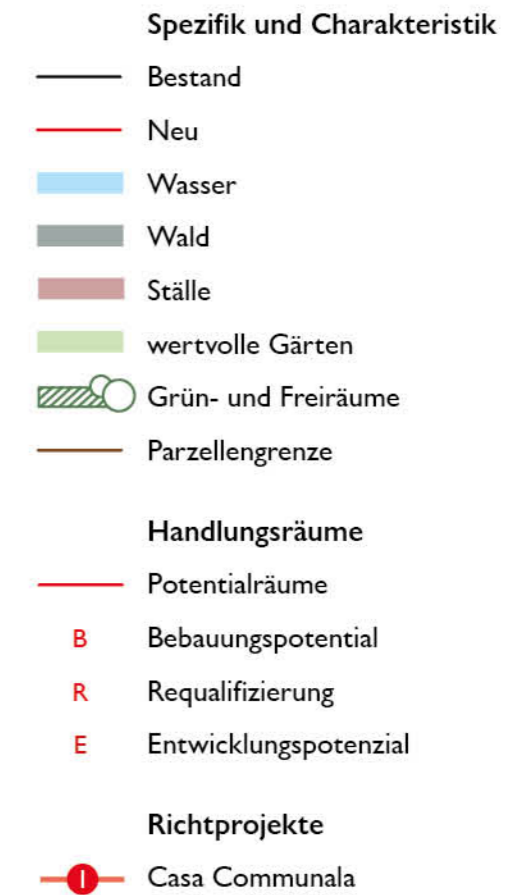 Spezifik und Charakteristik
Bestand
Neu
Wasser
Wald
Ställe
wertvolle Gärten
Grün- und Freiräume
Parzellengrenze
Handlungsräume
Potentialräume
B Bebauungspotential
R Requalifizierung
E Entwicklungspotenzial
Richtprojekte
1 Casa Communala